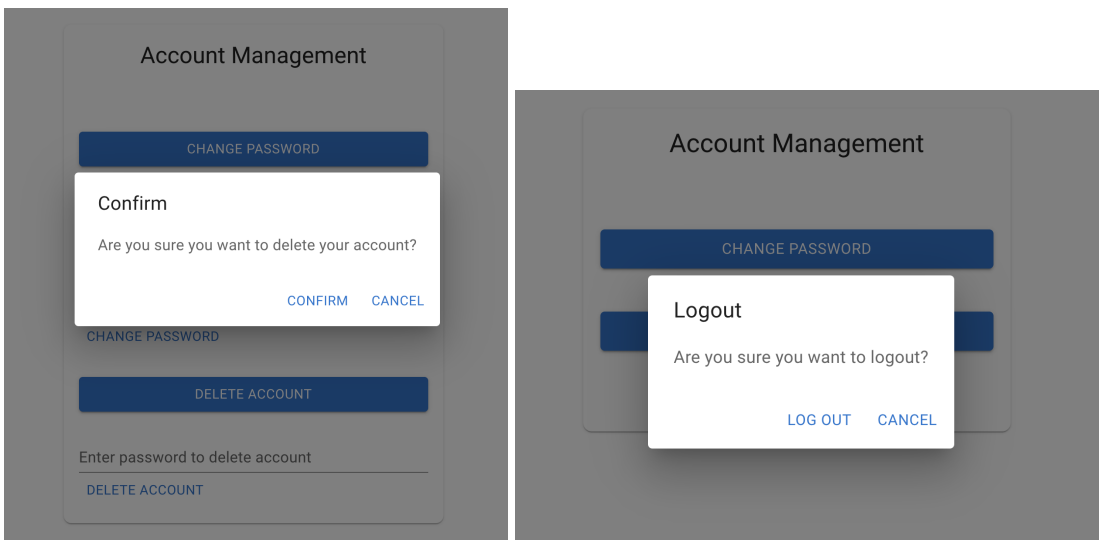 Account Management
CHANGE PASSWORD
Confirm
Are you sure you want to delete your account?
CONFIRM CANCEL
CHANGE PASSWORD
DELETE ACCOUNT
Enter password to delete account
DELETE ACCOUNT
Account Management
CHANGE PASSWORD
Logout
Are you sure you want to logout?
LOG OUT CANCEL